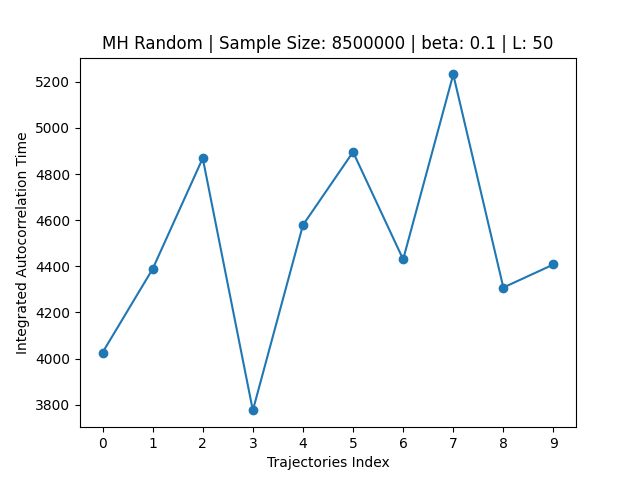 MH Random | Sample Size: 8500000 | beta: 0.1 | L: 50
5200
5000
4800
4600
4400
4200
4000
3800
Integrated Autocorrelation Time
0 1 2 3 4 5 6 7 8 9
Trajectories Index